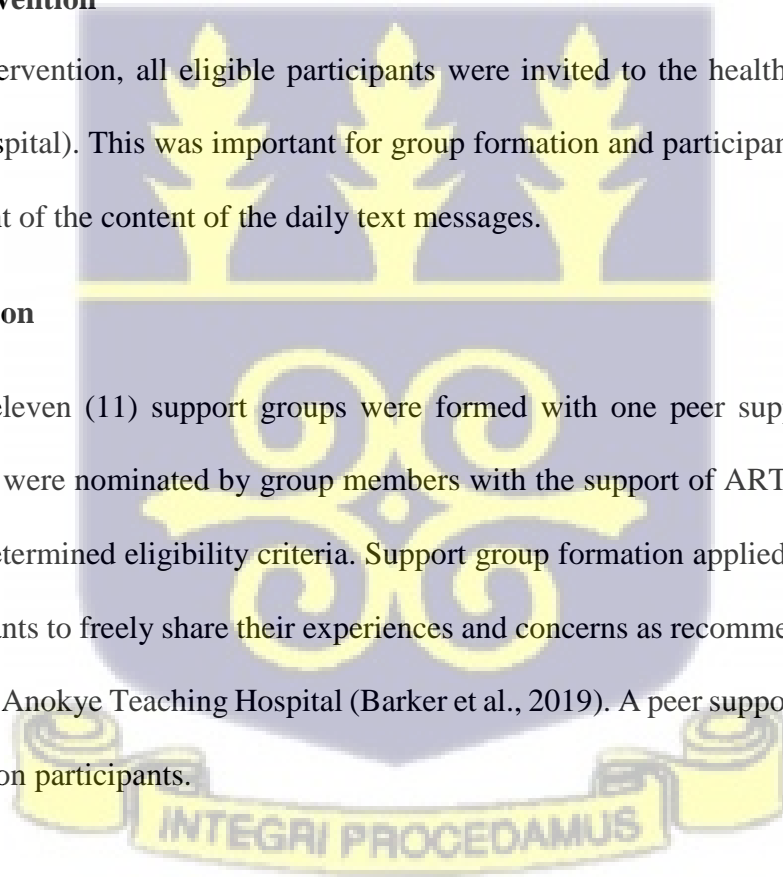 vention
ervention, all eligible participants were invited to the health
spital). This was important for group formation and participan
nt of the content of the daily text messages.
on
eleven (11) support groups were formed with one peer sup
were nominated by group members with the support of ART
etermined eligibility criteria. Support group formation applied
ants to freely share their experiences and concerns as recomme
Anokye Teaching Hospital (Barker et al., 2019). A peer suppo
on participants.
INTEGRI PROCEDAMUS